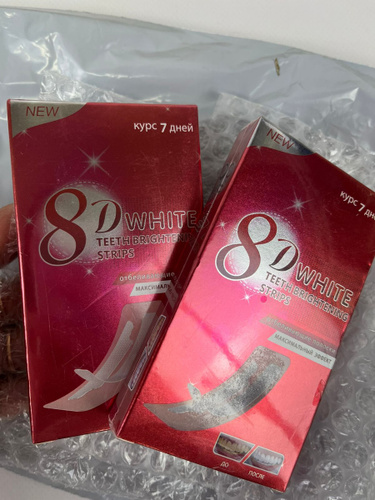 NEW
курс 7 дней
8D WHITE
TEETH BRIGHTENI
STRIPS
отбеливающие
МАКСИМАЛЬ
NEW
курс 7 дней
8D WHITE
TEETH BRIGHTENING
STRIPS
МАКСИМАЛЬНЫЙ ЭФФЕКТ
ДО
ПОСЛЕ